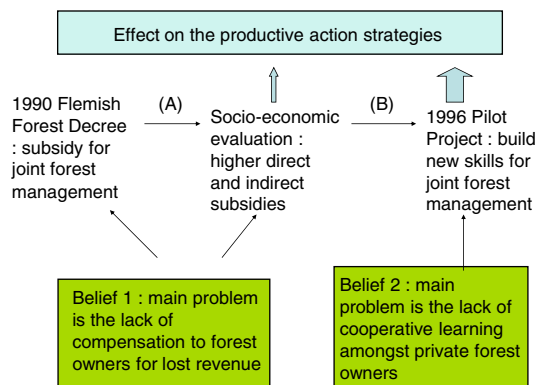 Effect on the productive action strategies
1990 Flemish
Forest Decree
: subsidy for
joint forest
management
(A)
Socio-economic
evaluation :
higher direct
and indirect
subsidies
(B)
1996 Pilot
Project : build
new skills for
joint forest
management
Belief 1 : main problem
is the lack of
compensation to forest
owners for lost revenue
Belief 2 : main
problem is the lack of
cooperative learning
amongst private forest
owners